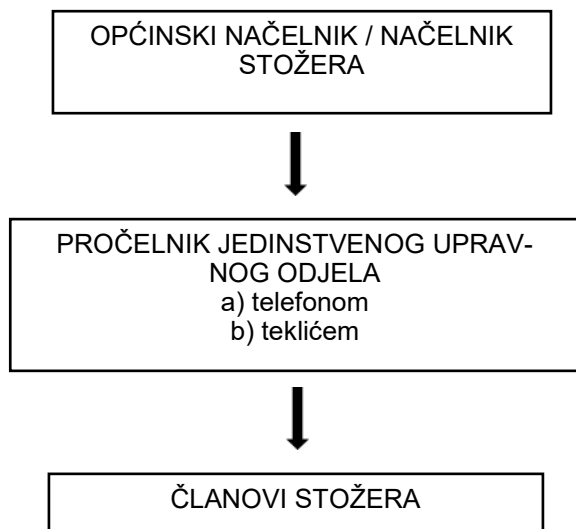 OPĆINSKI NAČELNIK / NAČELNIK
STOŽERA
PROČELNIK JEDINSTVENOG UPRAV-
NOG ODJELA
a) telefonom
b) teklićem
ČLANOVI STOŽERA